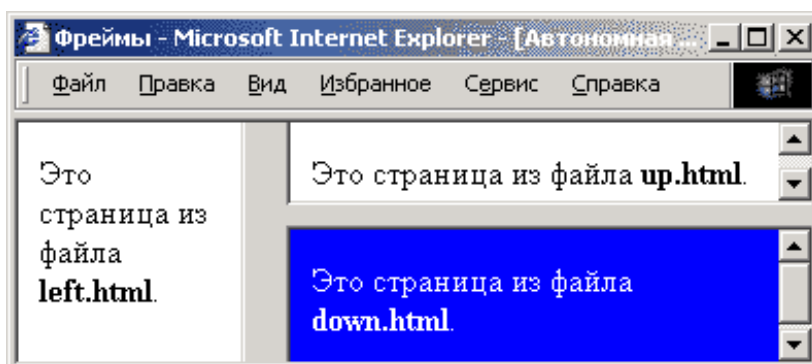 Фреймы - Microsoft Internet Explorer - [Автономная ...
Файл Правка Вид Избранное Сервис Справка
Это
страница из
файла
left.html.
Это страница из файла up.html.
Это страница из файла
down.html.